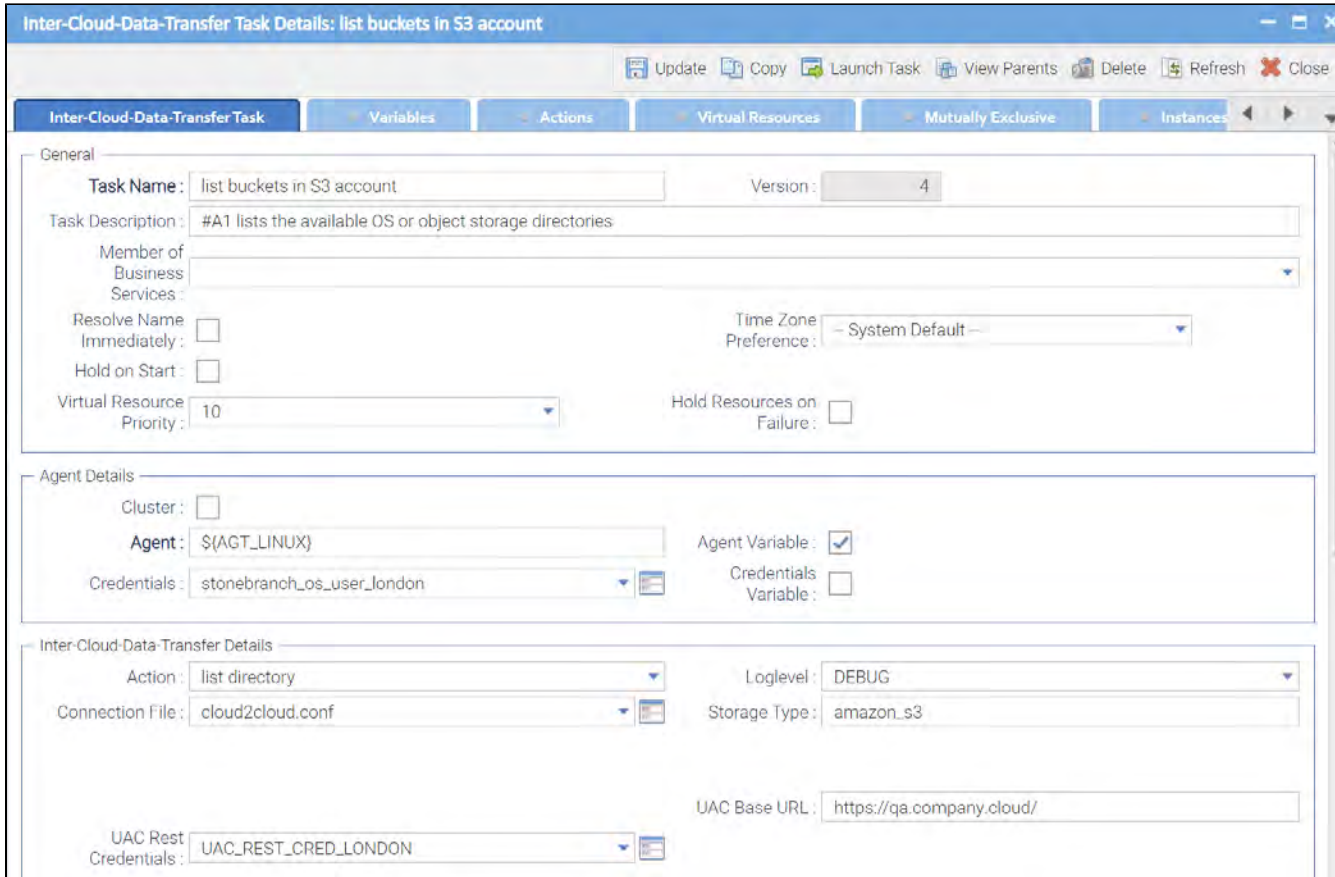 Inter-Cloud-Data-Transfer Task Details: list buckets in S3 account
Update Copy Launch Task View Parents Delete Refresh Close
Inter-Cloud-Data-Transfer Task Variables Actions Virtual Resources Mutually Exclusive Instances
General
Task Name : list buckets in S3 account Version : 4
Task Description : #A1 lists the available OS or object storage directories
Member of
Business
Services :
Resolve Name
Immediately :
Time Zone
Preference : -- System Default --
Hold on Start :
Virtual Resource
Priority : 10
Hold Resources on
Failure :
Agent Details
Cluster :
Agent : ${AGT_LINUX} Agent Variable :
Credentials : stonebranch_os_user_london
Credentials
Variable :
Inter-Cloud-Data-Transfer Details
Action : list directory Loglevel : DEBUG
Connection File : cloud2cloud.conf Storage Type : amazon_s3
UAC Base URL : https://qa.company.cloud/
UAC Rest
Credentials : UAC_REST_CRED_LONDON